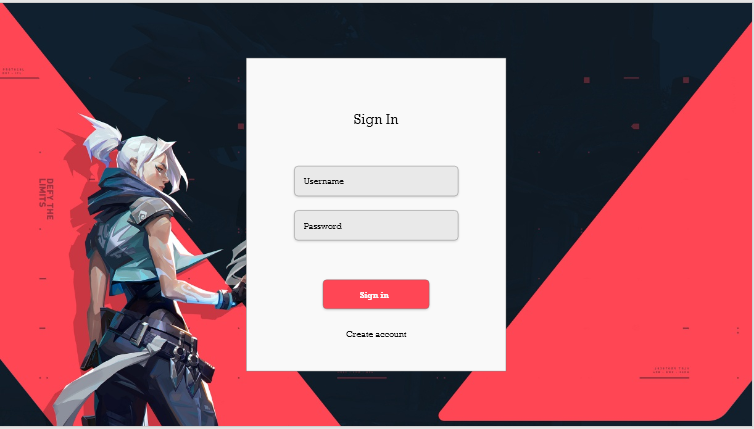 Sign In
DEFY THE
LIMITS
Username
Password
Sign in
Create account